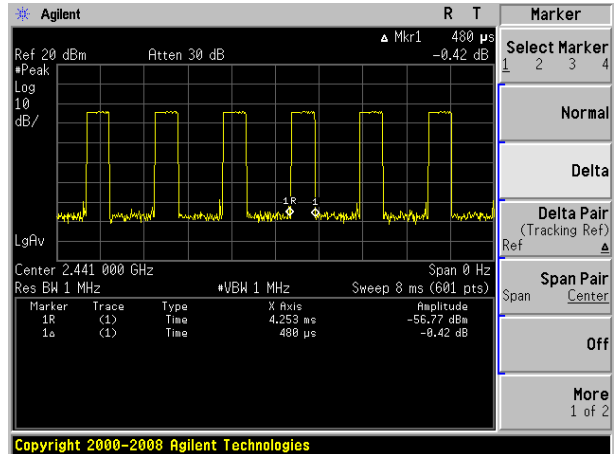 Agilent R T
Marker
Δ Mkr1 480 µs
Ref 20 dBm Atten 30 dB -0.42 dB
#Peak
Log
10
dB/
1R 1
LgAv
Center 2.441 000 GHz Span 0 Hz
Res BW 1 MHz #VBW 1 MHz Sweep 8 ms (601 pts)
Marker Trace Type X Axis Amplitude
1R (1) Time 4.253 ms -56.77 dBm
1Δ (1) Time 480 µs -0.42 dB
Select Marker
1 2 3 4
Normal
Delta
Delta Pair
(Tracking Ref)
Ref Δ
Span Pair
Span Center
Off
More
1 of 2
Copyright 2000-2008 Agilent Technologies